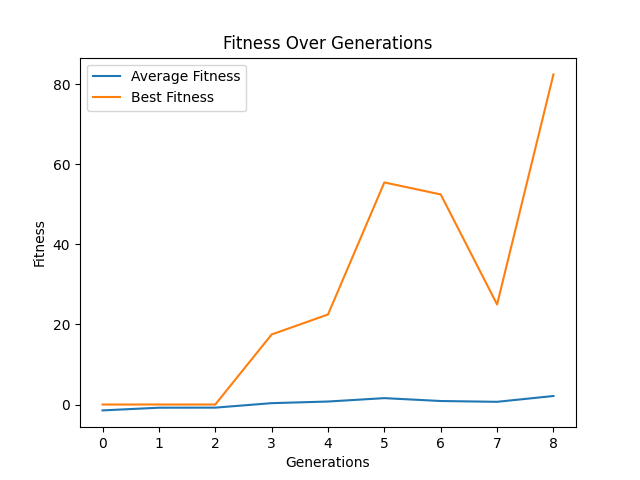 Fitness Over Generations
Average Fitness
Best Fitness
80
60
40
20
0
Fitness
0 1 2 3 4 5 6 7 8
Generations